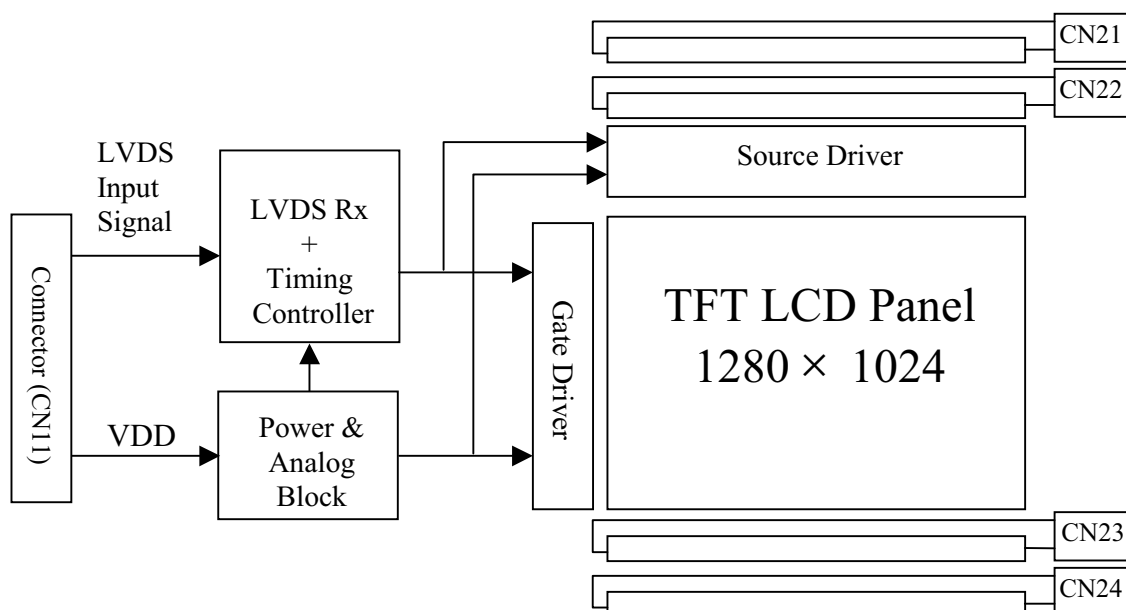 CN21
CN22
LVDS
Input
Signal
Source Driver
LVDS Rx
+
Timing
Controller
Connector (CN11)
Gate Driver
TFT LCD Panel
1280 × 1024
VDD
Power &
Analog
Block
CN23
CN24